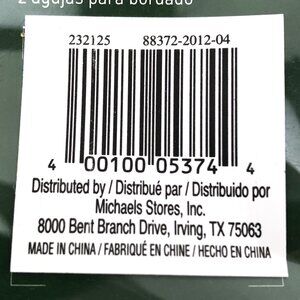 2 agujas para bordado
232125 88372-2012-04
4 00100 05374 4
Distributed by / Distribué par / Distribuido por
Michaels Stores, Inc.
8000 Bent Branch Drive, Irving, TX 75063
MADE IN CHINA / FABRIQUÉ EN CHINE / HECHO EN CHINA